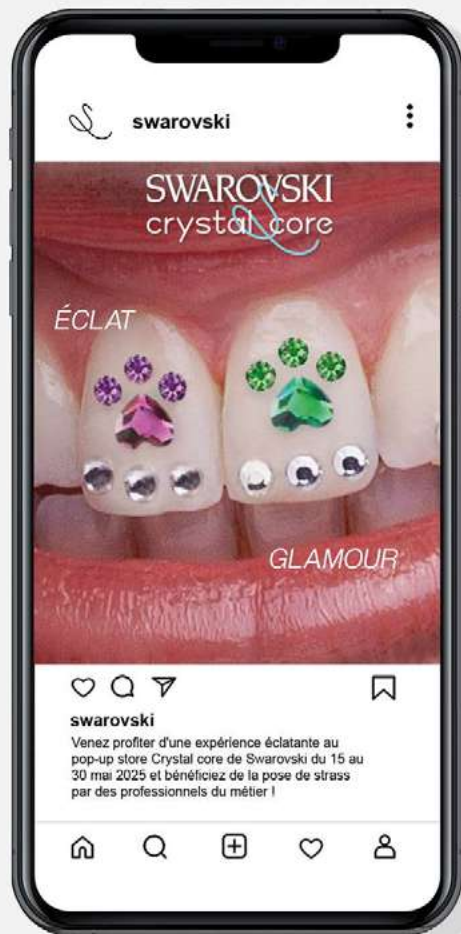 swarovski
SWAROVSKI
crystal core
ÉCLAT
GLAMOUR
swarovski
Venez profiter d'une expérience éclatante au
pop-up store Crystal core de Swarovski du 15 au
30 mai 2025 et bénéficiez de la pose de strass
par des professionnels du métier !